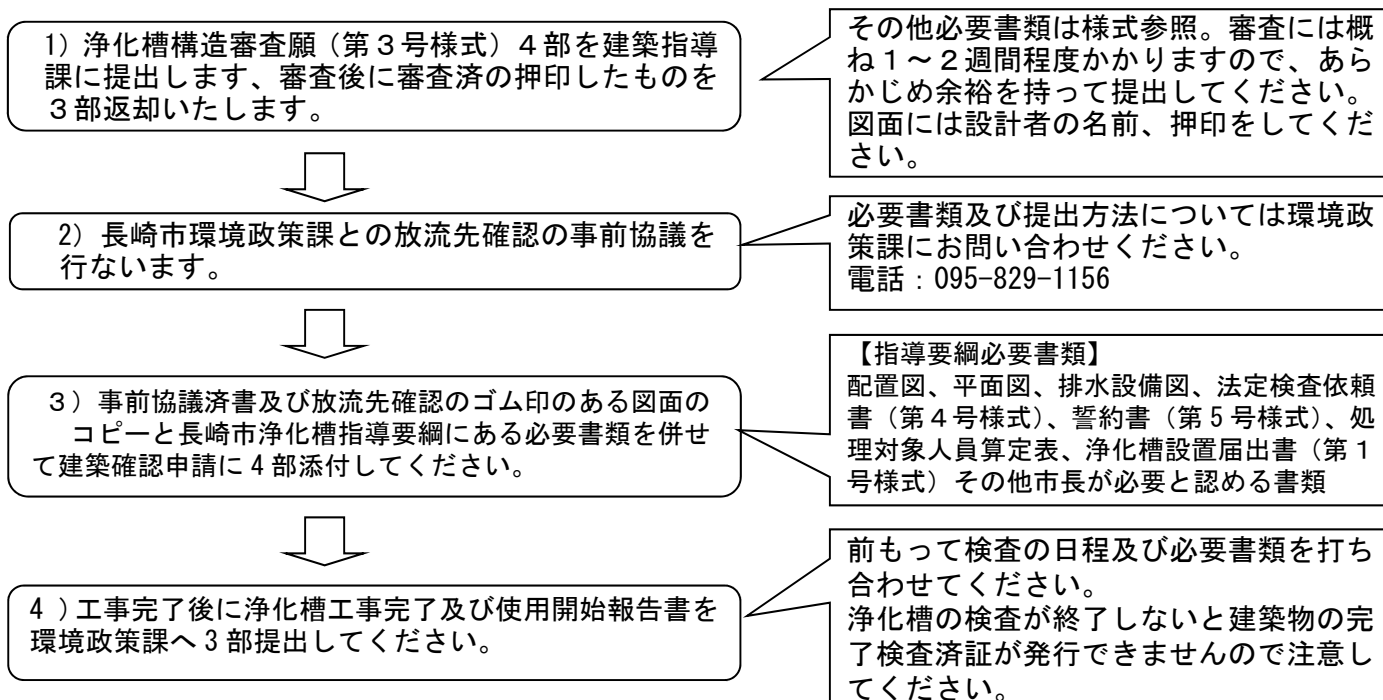 1) 浄化槽構造審査願（第３号様式）４部を建築指導
課に提出します、審査後に審査済の押印したものを
３部返却いたします。
その他必要書類は様式参照。審査には概
ね１～２週間程度かかりますので、あら
かじめ余裕を持って提出してください。
図面には設計者の名前、押印をしてくだ
さい。
2) 長崎市環境政策課との放流先確認の事前協議を
行ないます。
必要書類及び提出方法については環境政
策課にお問い合わせください。
電話：095-829-1156
３）事前協議済書及び放流先確認のゴム印のある図面の
コピーと長崎市浄化槽指導要綱にある必要書類を併せ
て建築確認申請に４部添付してください。
【指導要綱必要書類】
配置図、平面図、排水設備図、法定検査依頼
書（第４号様式）、誓約書（第５号様式）、処
理対象人員算定表、浄化槽設置届出書（第１
号様式）その他市長が必要と認める書類
4 ）工事完了後に浄化槽工事完了及び使用開始報告書を
環境政策課へ３部提出してください。
前もって検査の日程及び必要書類を打ち
合わせてください。
浄化槽の検査が終了しないと建築物の完
了検査済証が発行できませんので注意し
てください。